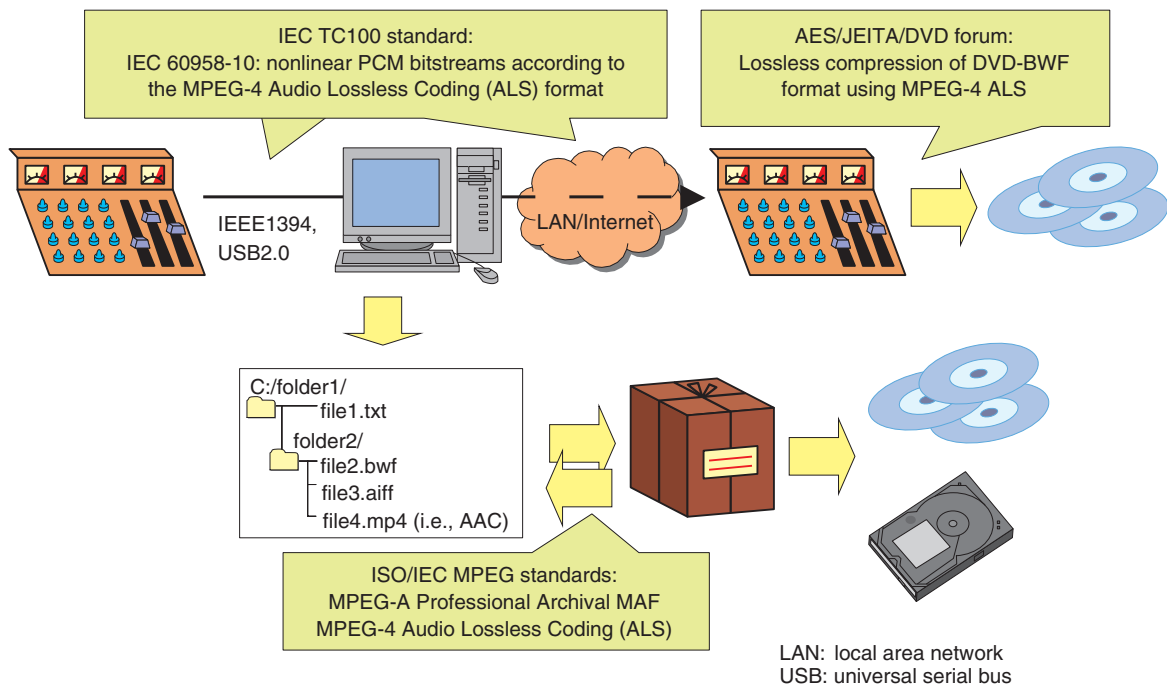 IEC TC100 standard:
IEC 60958-10: nonlinear PCM bitstreams according to
the MPEG-4 Audio Lossless Coding (ALS) format
AES/JEITA/DVD forum:
Lossless compression of DVD-BWF
format using MPEG-4 ALS
IEEE1394,
USB2.0
LAN/Internet
C:/folder1/
file1.txt
folder2/
file2.bwf
file3.aiff
file4.mp4 (i.e., AAC)
ISO/IEC MPEG standards:
MPEG-A Professional Archival MAF
MPEG-4 Audio Lossless Coding (ALS)
LAN: local area network
USB: universal serial bus